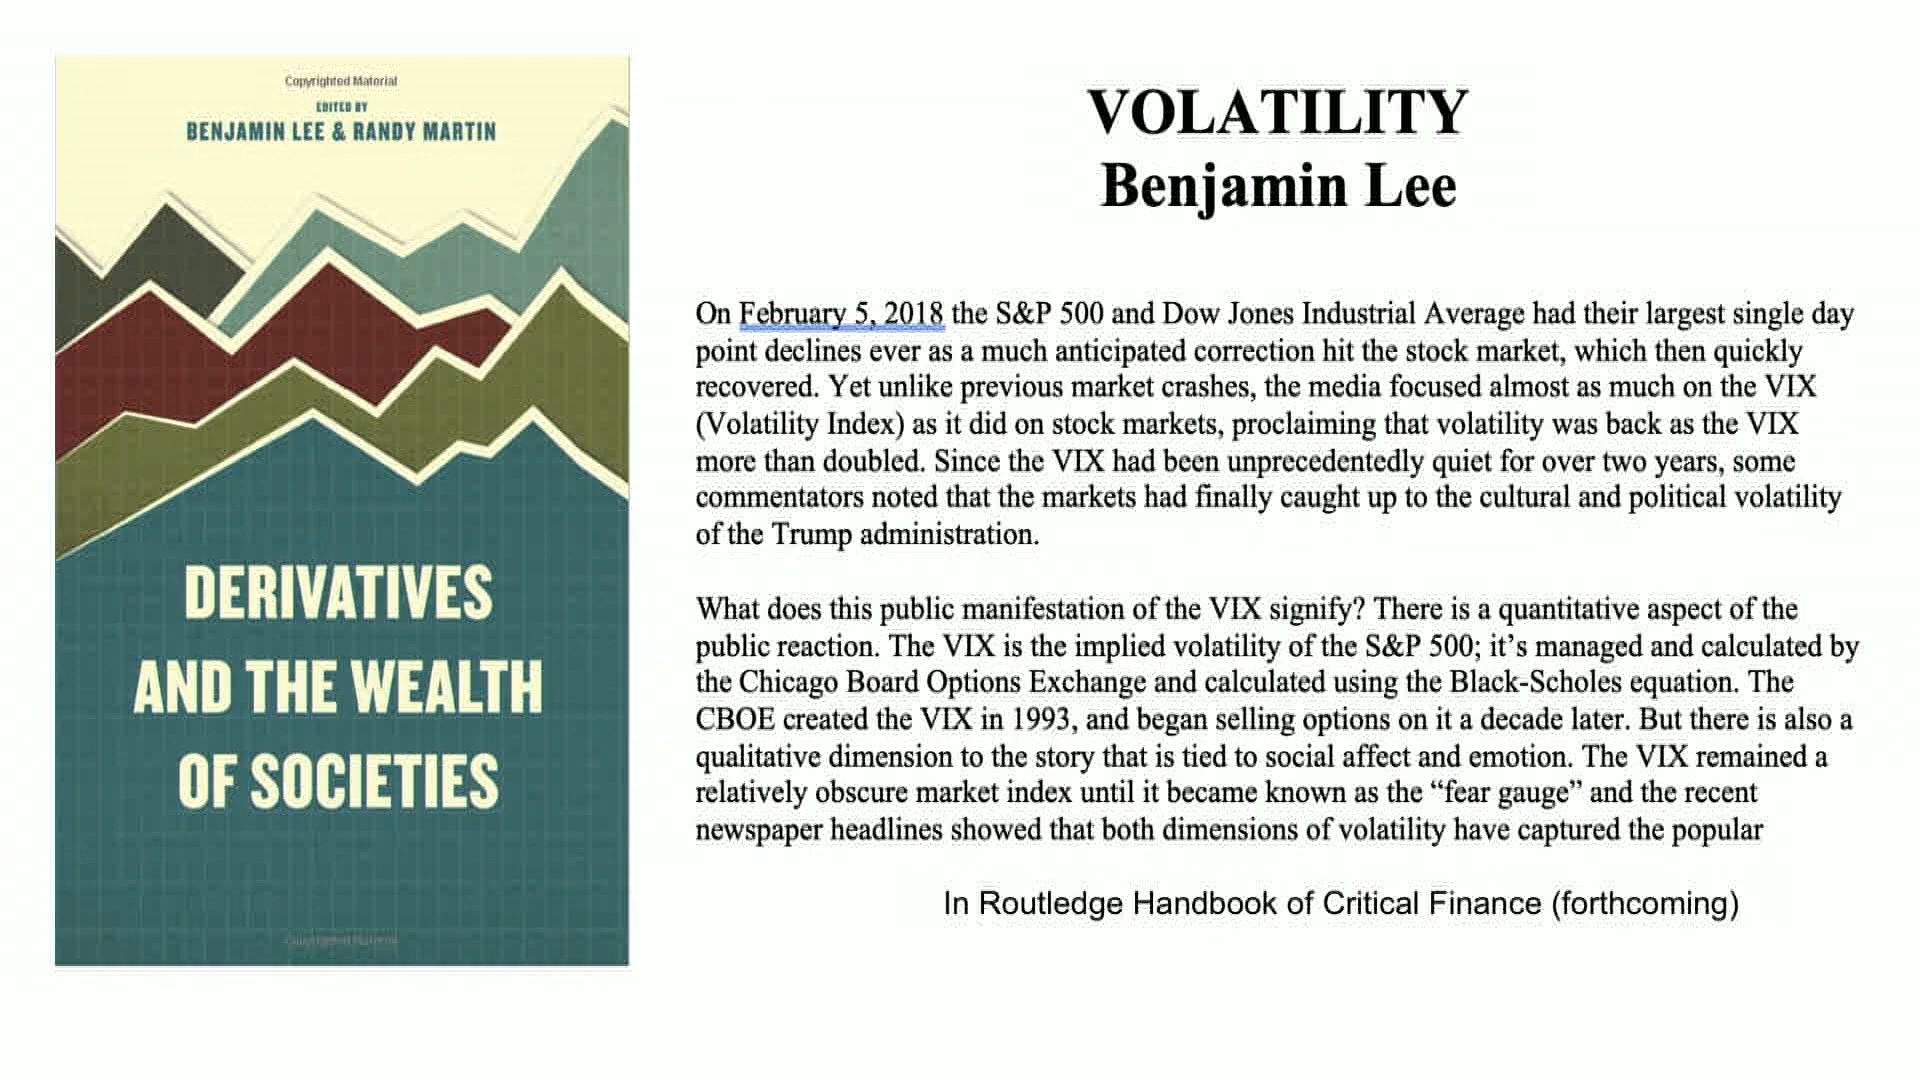 Copyrighted Material
EDITED BY
BENJAMIN LEE & RANDY MARTIN
DERIVATIVES
AND THE WEALTH
OF SOCIETIES
Copyrighted Material
VOLATILITY
Benjamin Lee
On February 5, 2018 the S&P 500 and Dow Jones Industrial Average had their largest single day
point declines ever as a much anticipated correction hit the stock market, which then quickly
recovered. Yet unlike previous market crashes, the media focused almost as much on the VIX
(Volatility Index) as it did on stock markets, proclaiming that volatility was back as the VIX
more than doubled. Since the VIX had been unprecedentedly quiet for over two years, some
commentators noted that the markets had finally caught up to the cultural and political volatility
of the Trump administration.
What does this public manifestation of the VIX signify? There is a quantitative aspect of the
public reaction. The VIX is the implied volatility of the S&P 500; it’s managed and calculated by
the Chicago Board Options Exchange and calculated using the Black-Scholes equation. The
CBOE created the VIX in 1993, and began selling options on it a decade later. But there is also a
qualitative dimension to the story that is tied to social affect and emotion. The VIX remained a
relatively obscure market index until it became known as the “fear gauge” and the recent
newspaper headlines showed that both dimensions of volatility have captured the popular
In Routledge Handbook of Critical Finance (forthcoming)